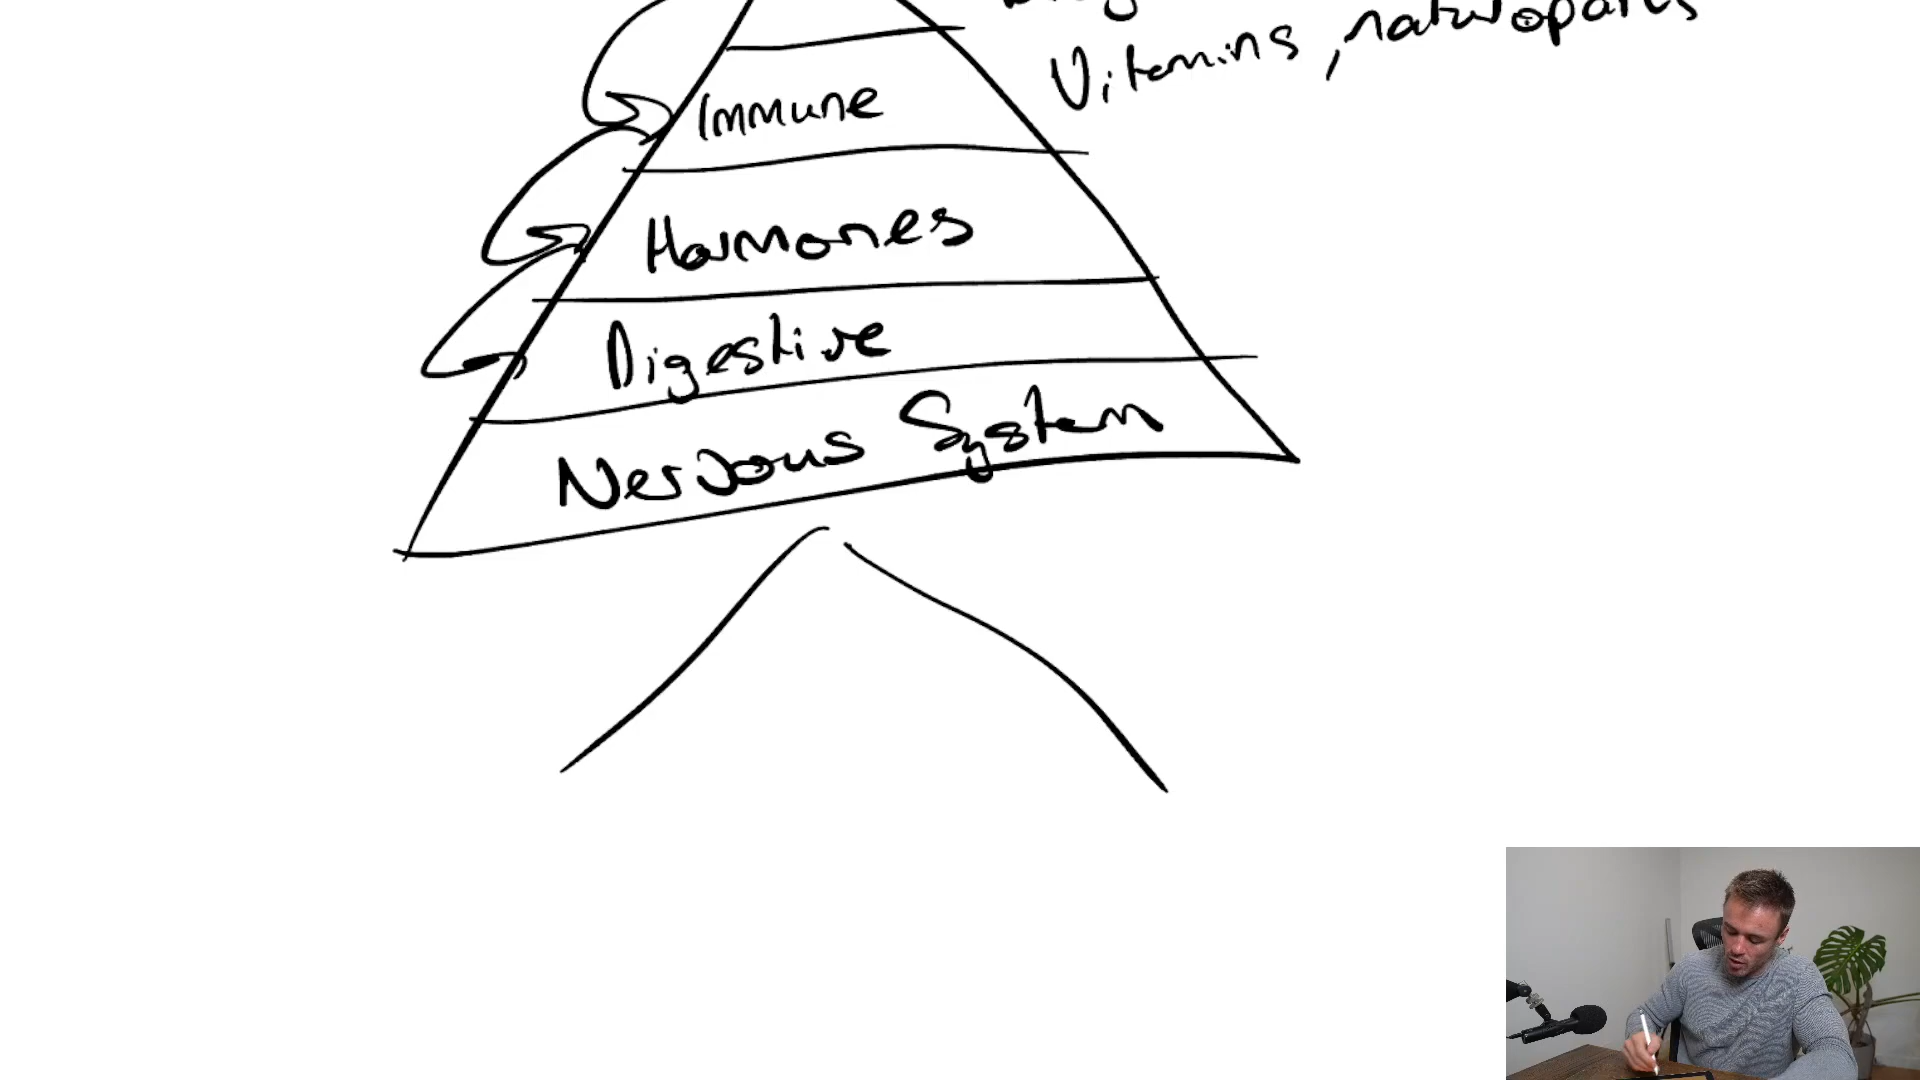 Vitamins, naturopaths
Immune
Hormones
Digestive
Nervous System